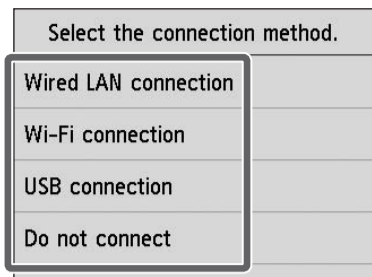 Select the connection method.
Wired LAN connection
Wi-Fi connection
USB connection
Do not connect